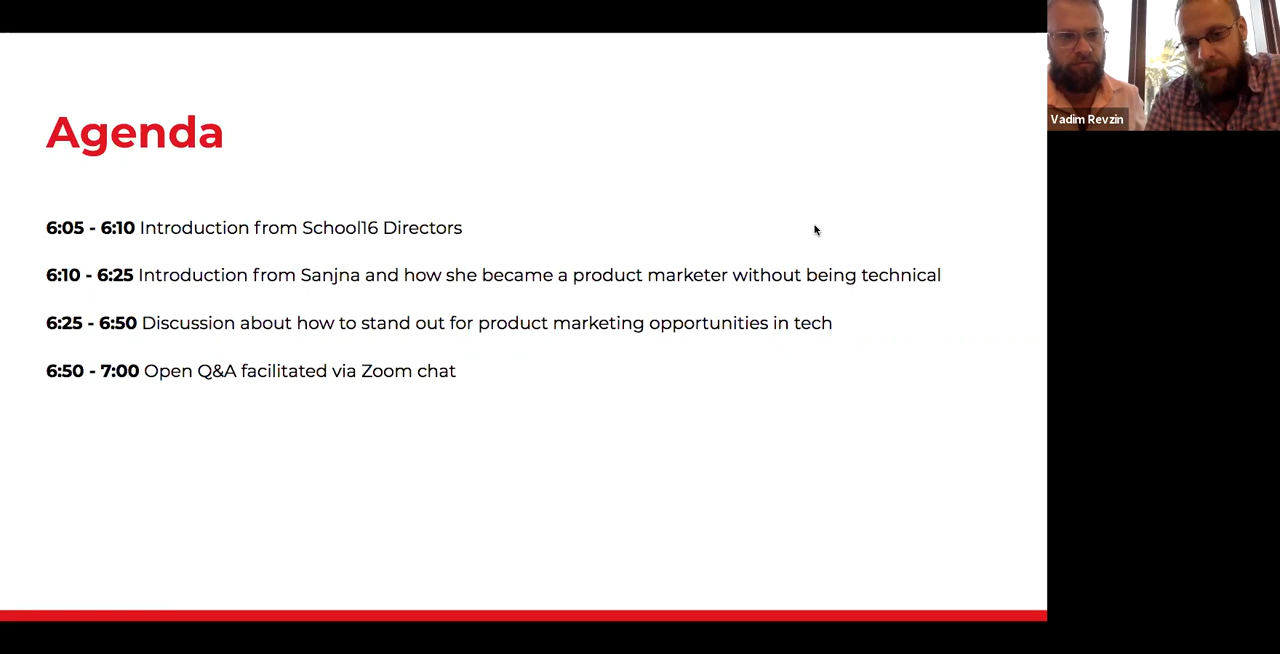 Agenda
6:05 - 6:10 Introduction from School16 Directors
6:10 - 6:25 Introduction from Sanjna and how she became a product marketer without being technical
6:25 - 6:50 Discussion about how to stand out for product marketing opportunities in tech
6:50 - 7:00 Open Q&A facilitated via Zoom chat
Vadim Revzin